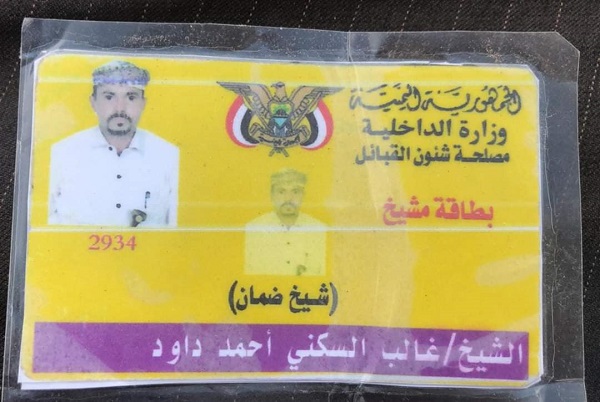 الجمهورية اليمنية
وزارة الداخلية
مصلحة شئون القبائل
بطاقة مشيخ
2934
(شيخ ضمان)
الشيخ/غالب السكني أحمد داود